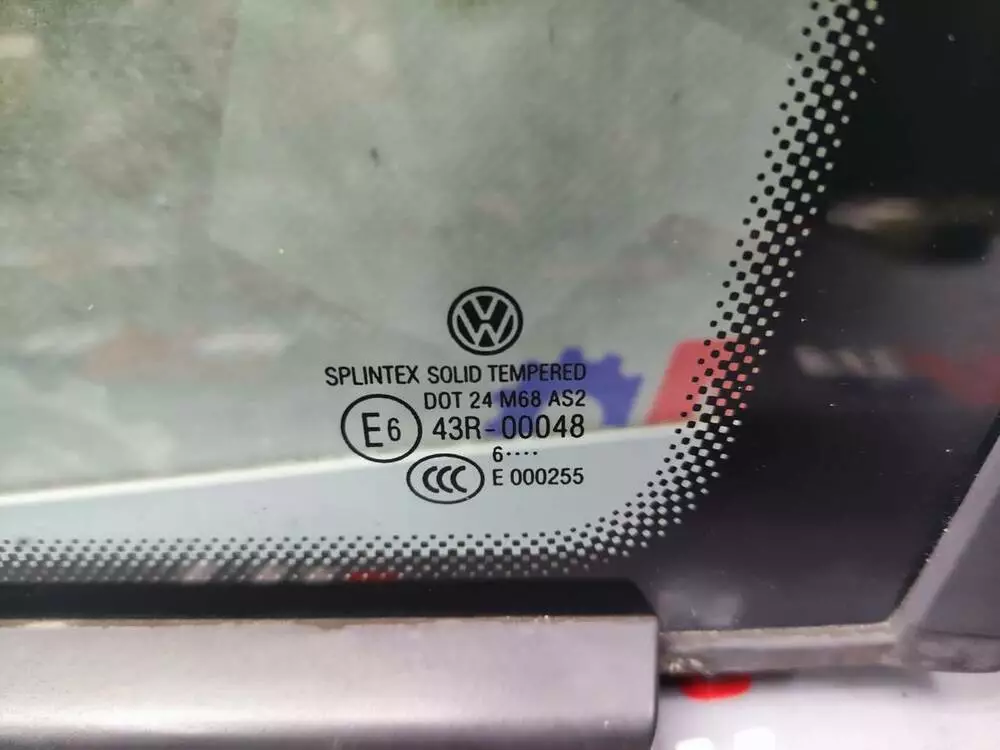 SPLINTEX SOLID TEMPERED
DOT 24 M68 AS2
E6 43R-00048
6····
CCC E 000255